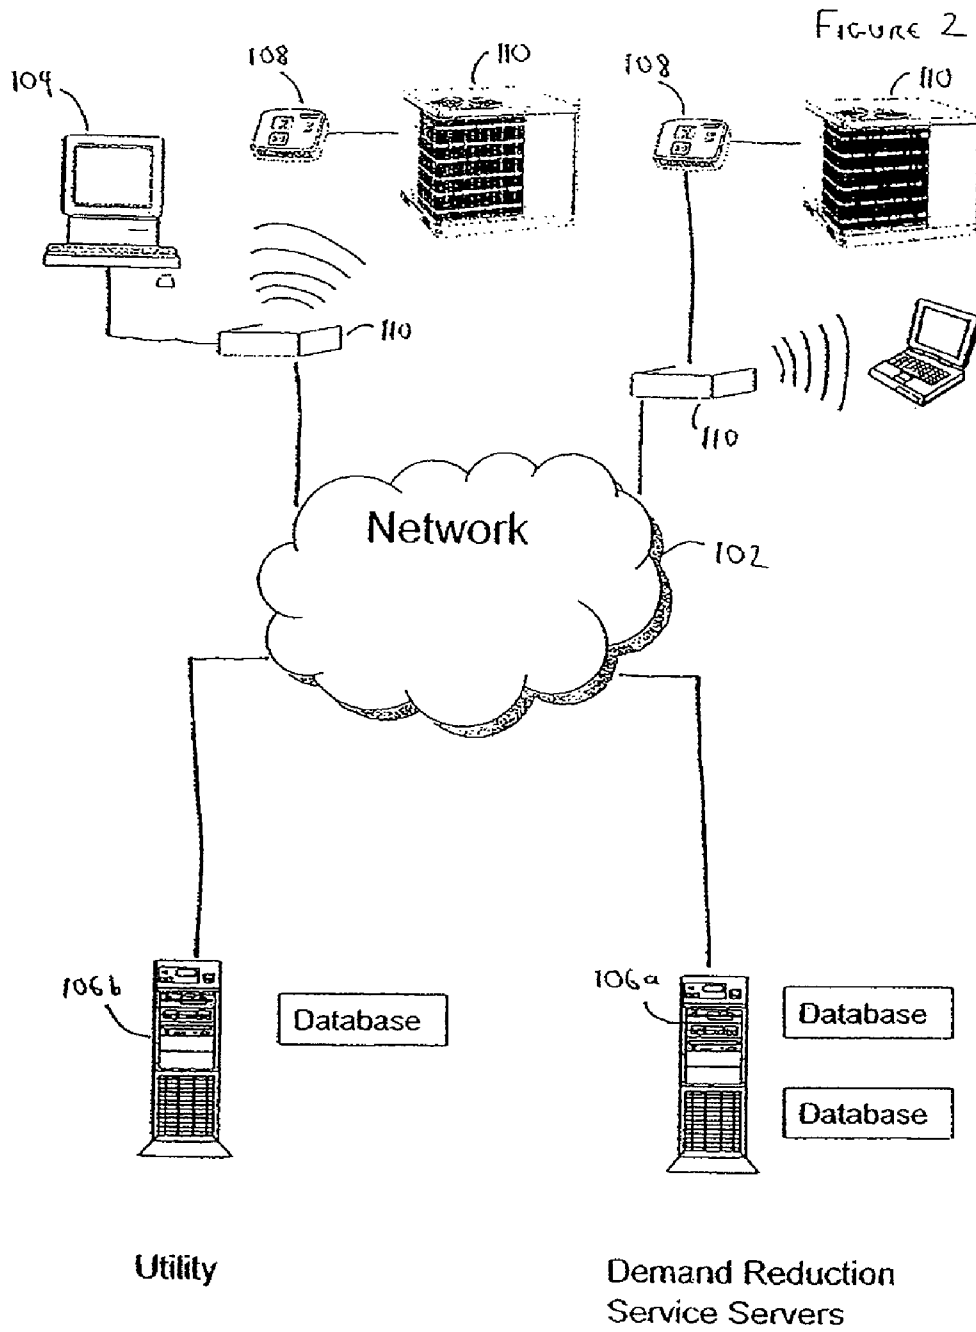 FIGURE 2
104
108
110
108
110
110
110
Network
102
106b
Database
106a
Database
Database
Utility
Demand Reduction
Service Servers